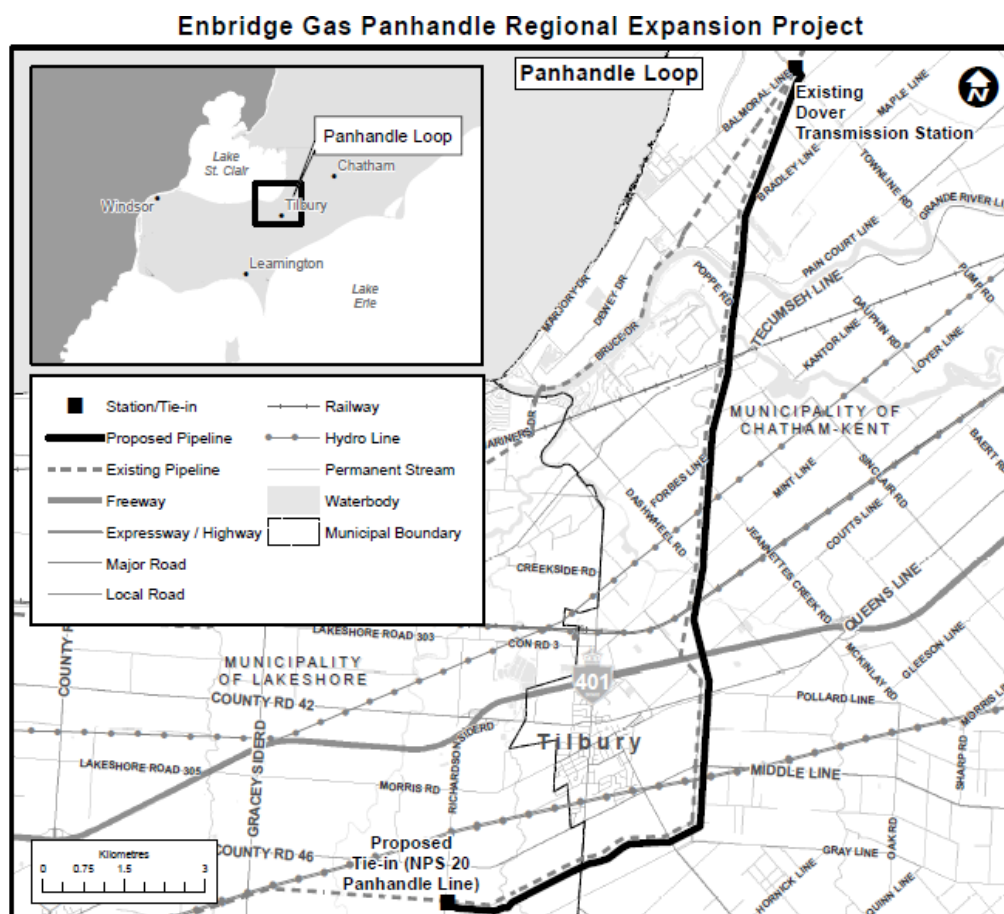 Enbridge Gas Panhandle Regional Expansion Project
Panhandle Loop
N
Existing
Dover
Transmission Station
Panhandle Loop
Lake
St. Clair
Chatham
Windsor
Tilbury
Leamington
Lake
Erie
Station/Tie-in
Proposed Pipeline
Existing Pipeline
Freeway
Expressway / Highway
Major Road
Local Road
Railway
Hydro Line
Permanent Stream
Waterbody
Municipal Boundary
BALMORAL LINE
MAPLE LINE
BRADLEY LINE
TOWNLINE RD
GRANDE RIVER LI
PAIN COURT LINE
POPPE RD
TECUMSEH LINE
PUMP RD
MARJORY DR
DEWEY DR
BRUCE DR
DAUPHIN RD
KANTOR LINE
LOYER LINE
MUNICIPALITY OF
CHATHAM-KENT
ARINERS DR
FORBES LINE
MINT LINE
BAERT R
SINCLAIR RD
DASHWHEEL RD
COUTTS LINE
JEANNETTES CREEK RD
CREEKSIDE RD
QUEENS LINE
LAKESHORE ROAD 303
CON RD 3
GLEESON LINE
MCKINLAY RD
COUNTY R
MUNICIPALITY
OF LAKESHORE
401
COUNTY RD 42
POLLARD LINE
MORRIS LIN
RICHARDSON SIDERD
Tilbury
LAKESHORE ROAD 305
GRACEY SIDERD
MORRIS RD
MIDDLE LINE
SHARP RD
COUNTY RD 46
Proposed
Tie-in (NPS 20
Panhandle Line)
GRAY LINE
OAK RD
HORNICK LINE
QUINN LINE
Kilometres
0 0.75 1.5 3